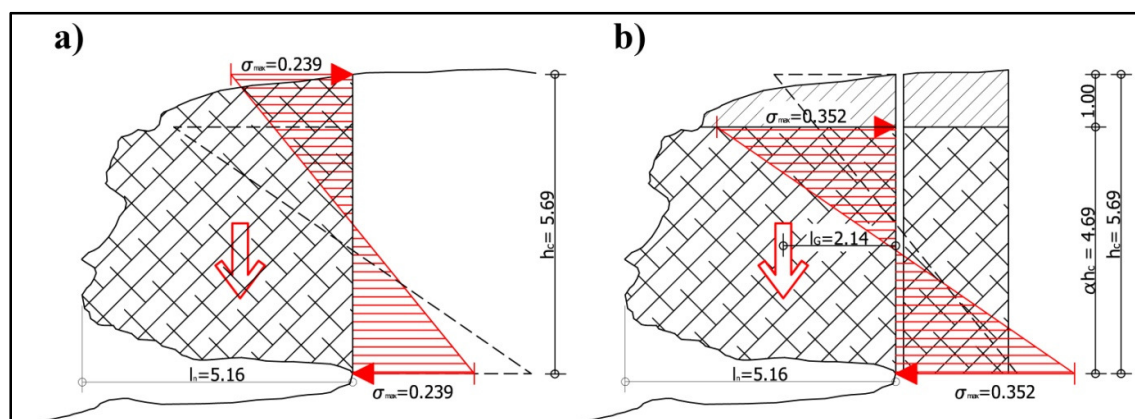 a)
σmax=0.239
hc= 5.69
ln=5.16
σmax=0.239
b)
σmax=0.352
lG=2.14
1.00
αhc = 4.69
hc= 5.69
ln=5.16
σmax=0.352